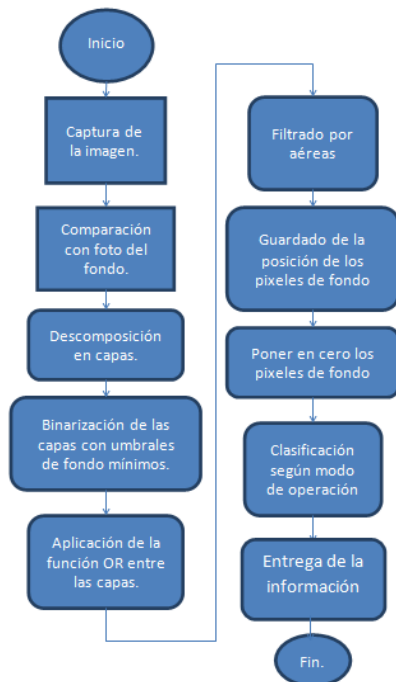 Inicio
Captura de
la imagen.
Comparación
con foto del
fondo.
Descomposición
en capas.
Binarización de las
capas con umbrales
de fondo mínimos.
Aplicación de la
función OR entre
las capas.
Filtrado por
aéreas
Guardado de la
posición de los
pixeles de fondo
Poner en cero los
pixeles de fondo
Clasificación
según modo
de operación
Entrega de la
información
Fin.